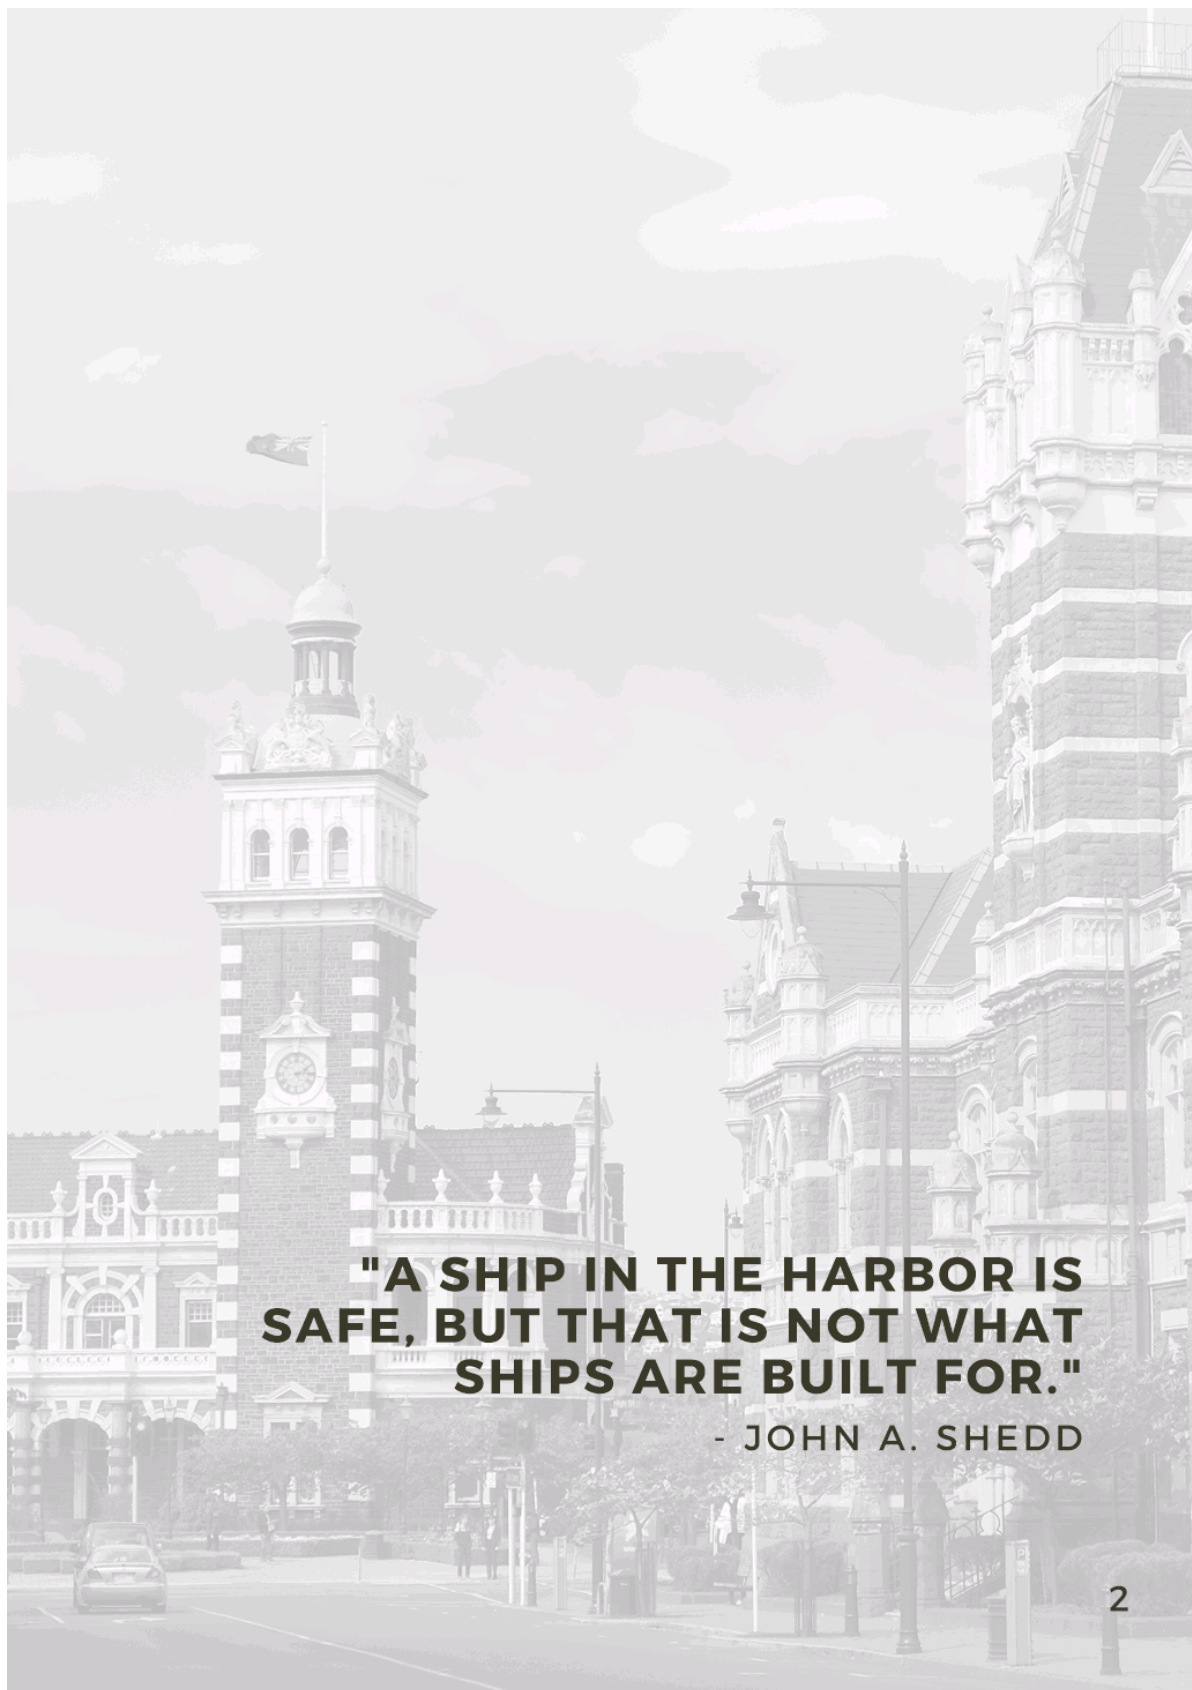 "A SHIP IN THE HARBOR IS
SAFE, BUT THAT IS NOT WHAT
SHIPS ARE BUILT FOR."
- JOHN A. SHEDD
2